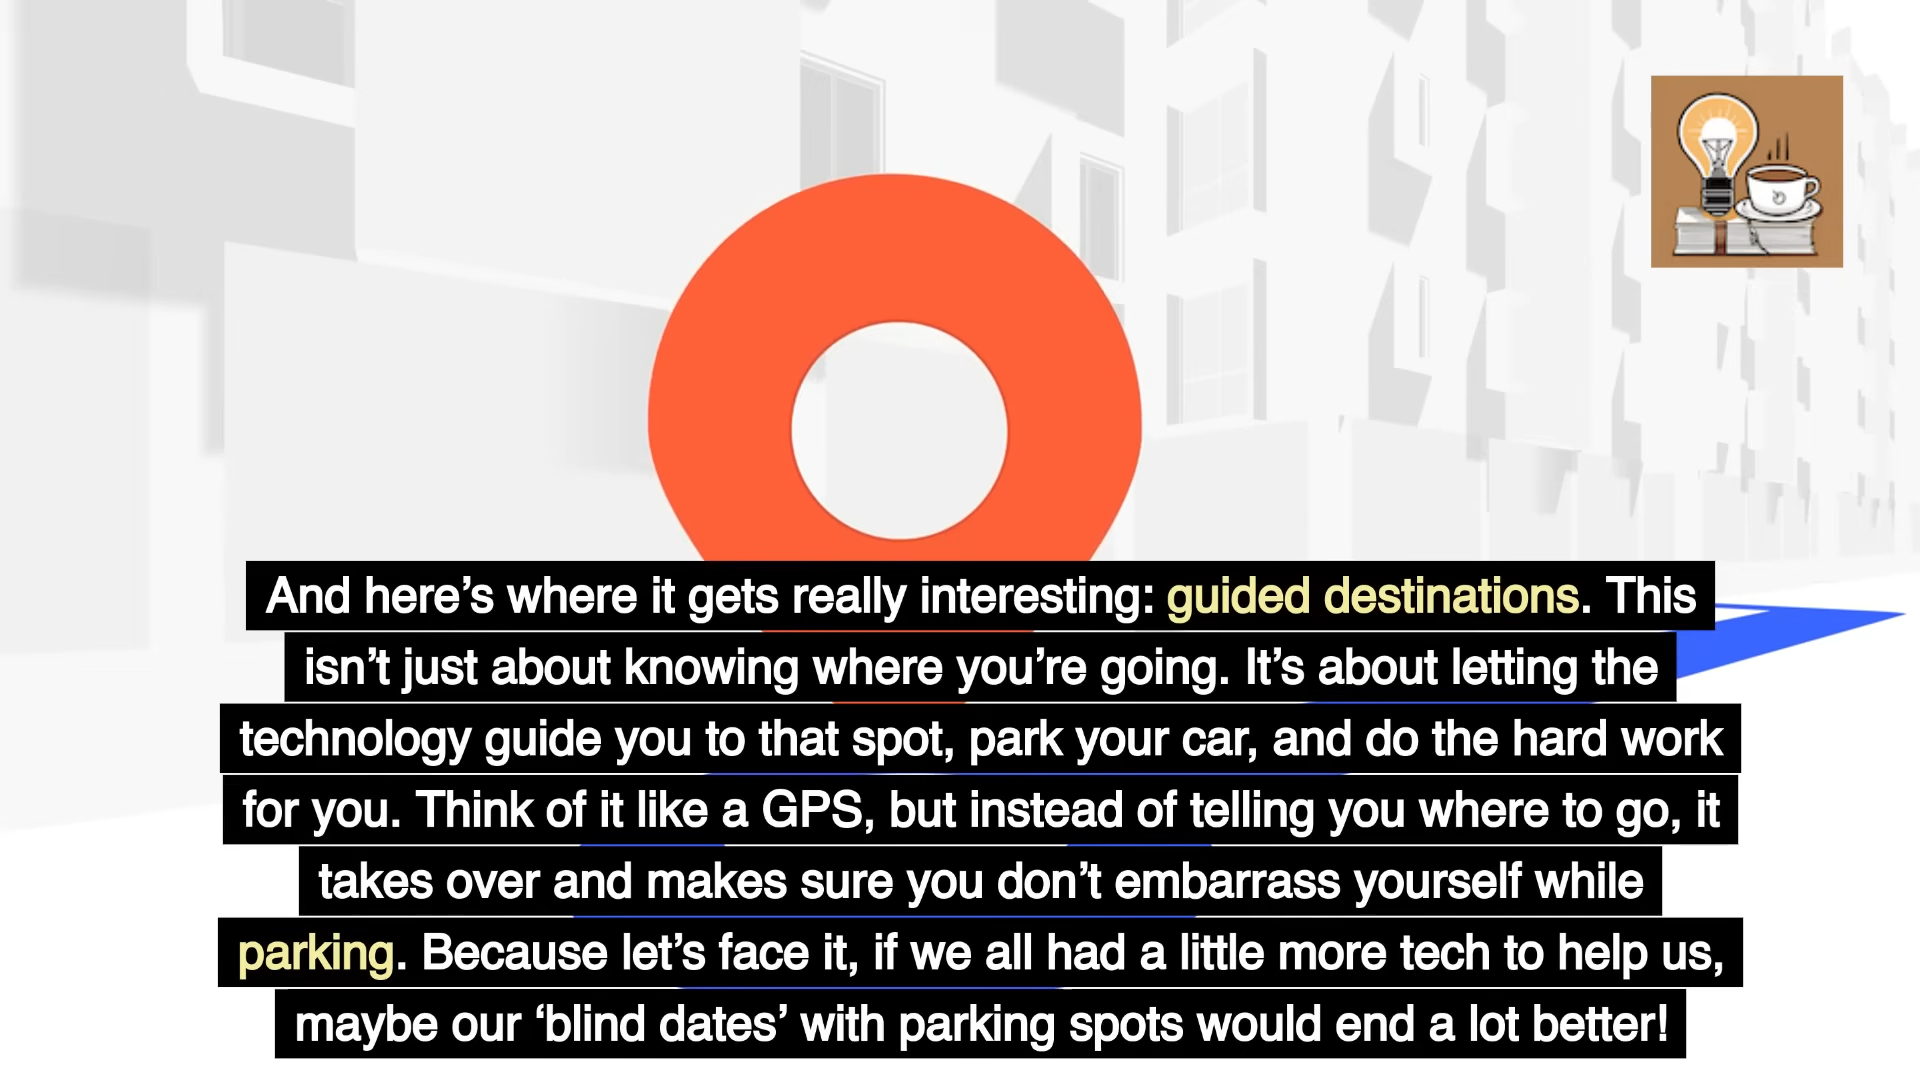 And here’s where it gets really interesting: guided destinations. This
isn’t just about knowing where you’re going. It’s about letting the
technology guide you to that spot, park your car, and do the hard work
for you. Think of it like a GPS, but instead of telling you where to go, it
takes over and makes sure you don’t embarrass yourself while
parking. Because let’s face it, if we all had a little more tech to help us,
maybe our ‘blind dates’ with parking spots would end a lot better!